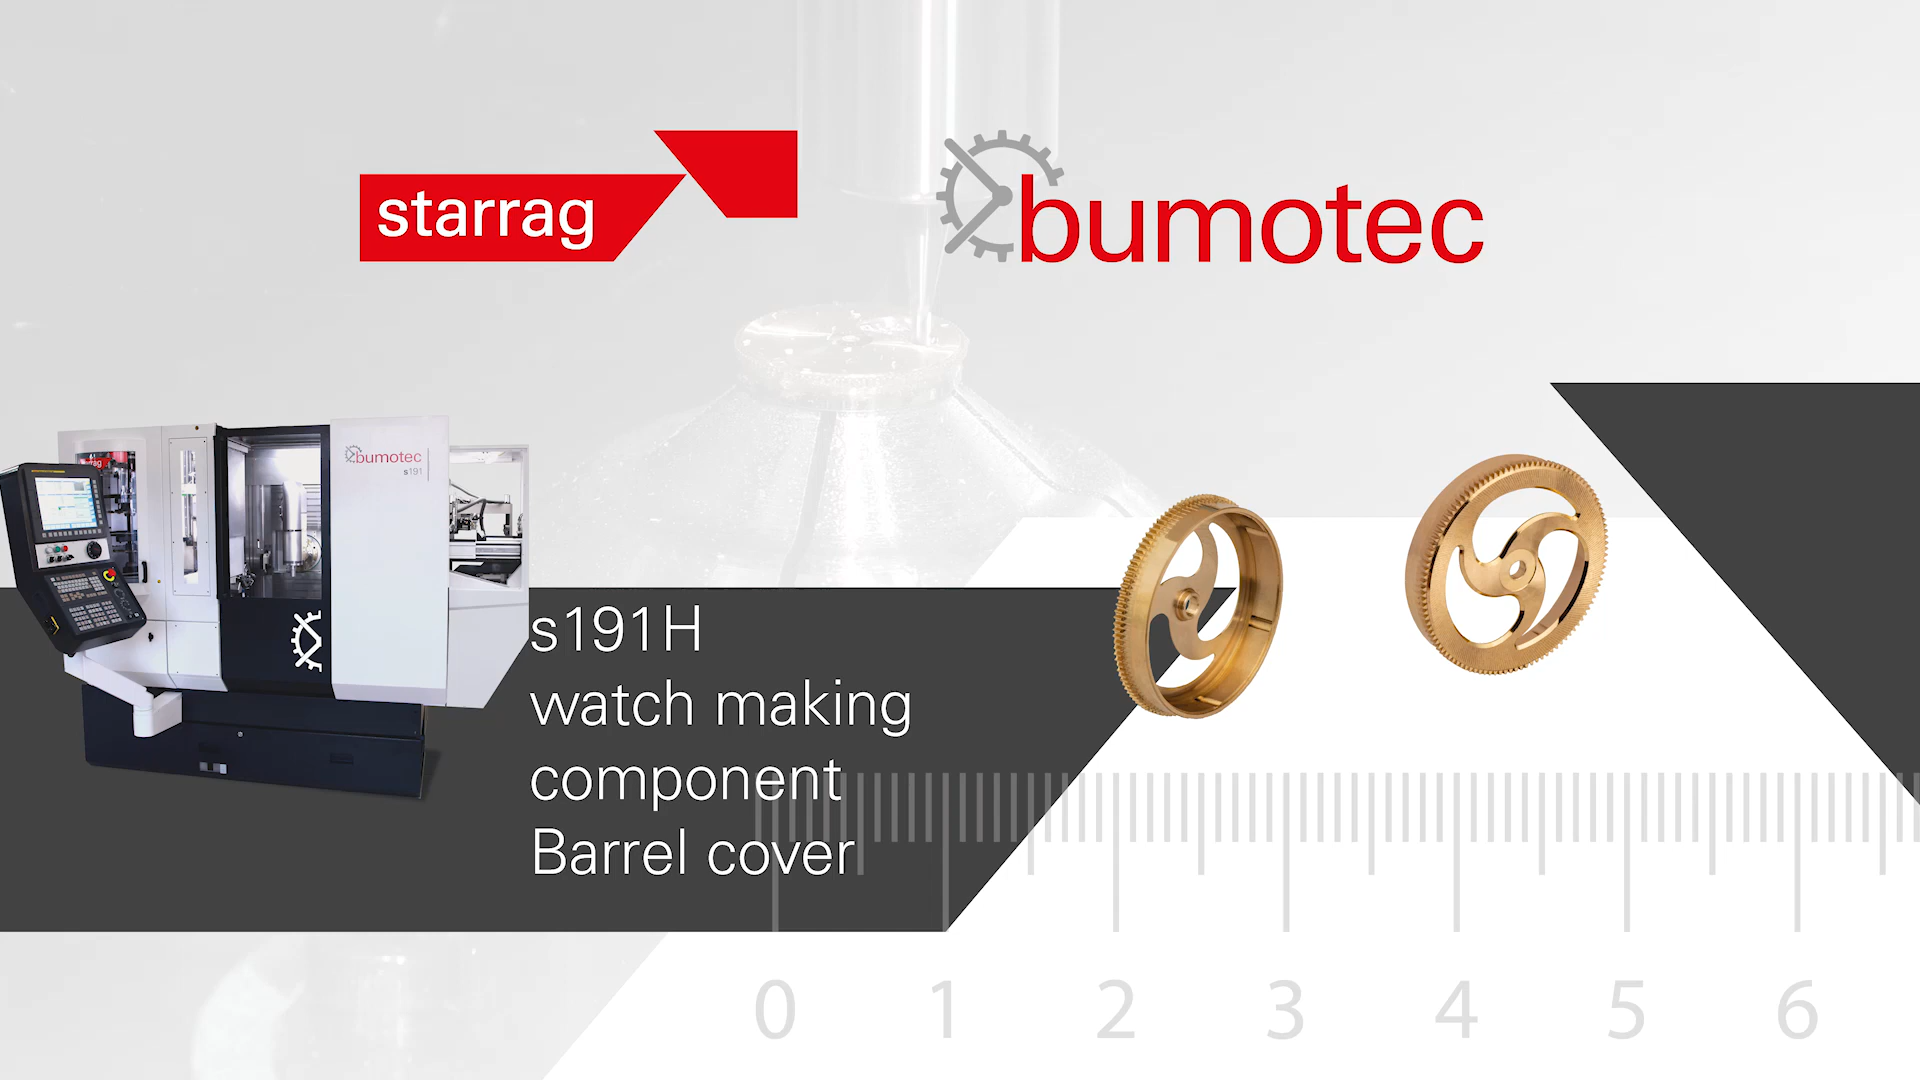 starrag
bumotec
bumotec
s191
s191H
watch making
component
Barrel cover
0 1 2 3 4 5 6